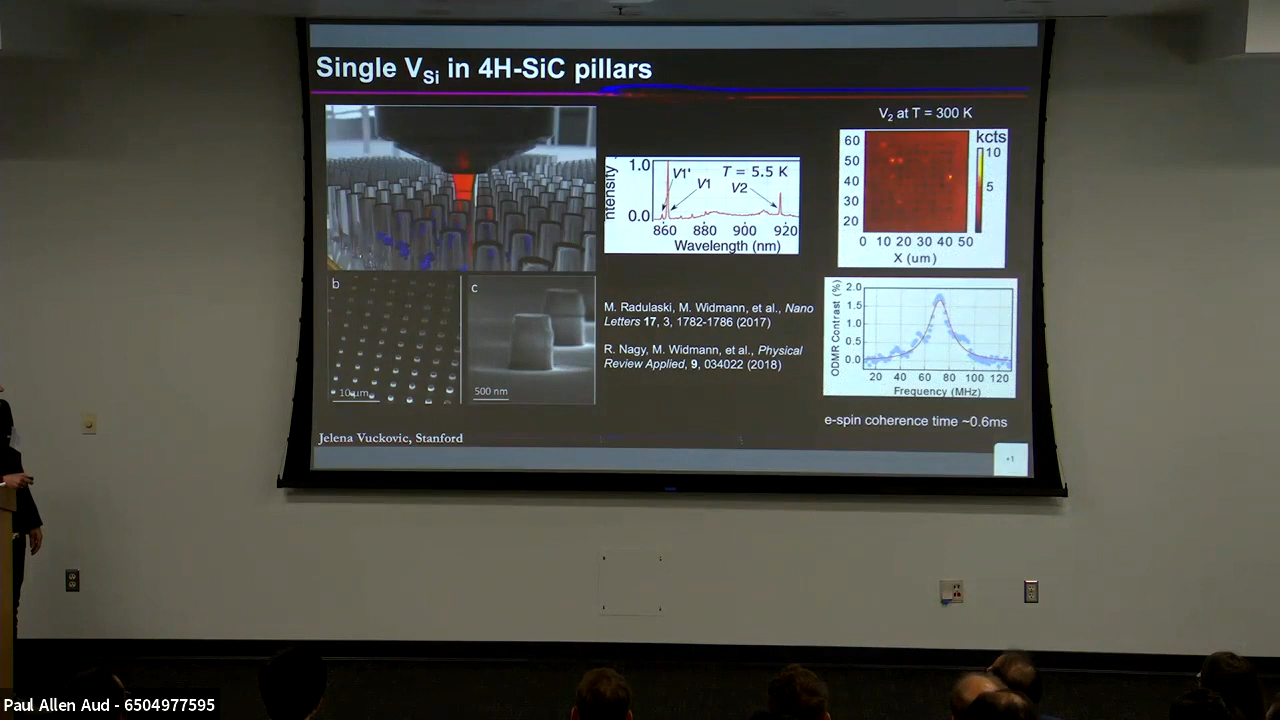 Single VSi in 4H-SiC pillars
V2 at T = 300 K
1.0
V1'
V1
T = 5.5 K
V2
ntensity
0.0
860 880 900 920
Wavelength (nm)
kcts
60
50
40
30
20
10
5
0 10 20 30 40 50
X (um)
b
c
10 µm
500 nm
M. Radulaski, M. Widmann, et al., Nano
Letters 17, 3, 1782-1786 (2017)
R. Nagy, M. Widmann, et al., Physical
Review Applied, 9, 034022 (2018)
ODMR Contrast (%)
2.0
1.5
1.0
0.5
0.0
20 40 60 80 100 120
Frequency (MHz)
e-spin coherence time ~0.6ms
Jelena Vuckovic, Stanford
Paul Allen Aud - 6504977595